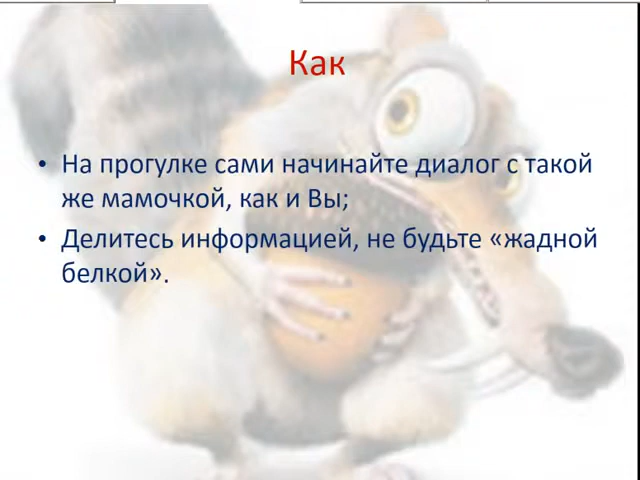 Как
• На прогулке сами начинайте диалог с такой
же мамочкой, как и Вы;
• Делитесь информацией, не будьте «жадной
белкой».